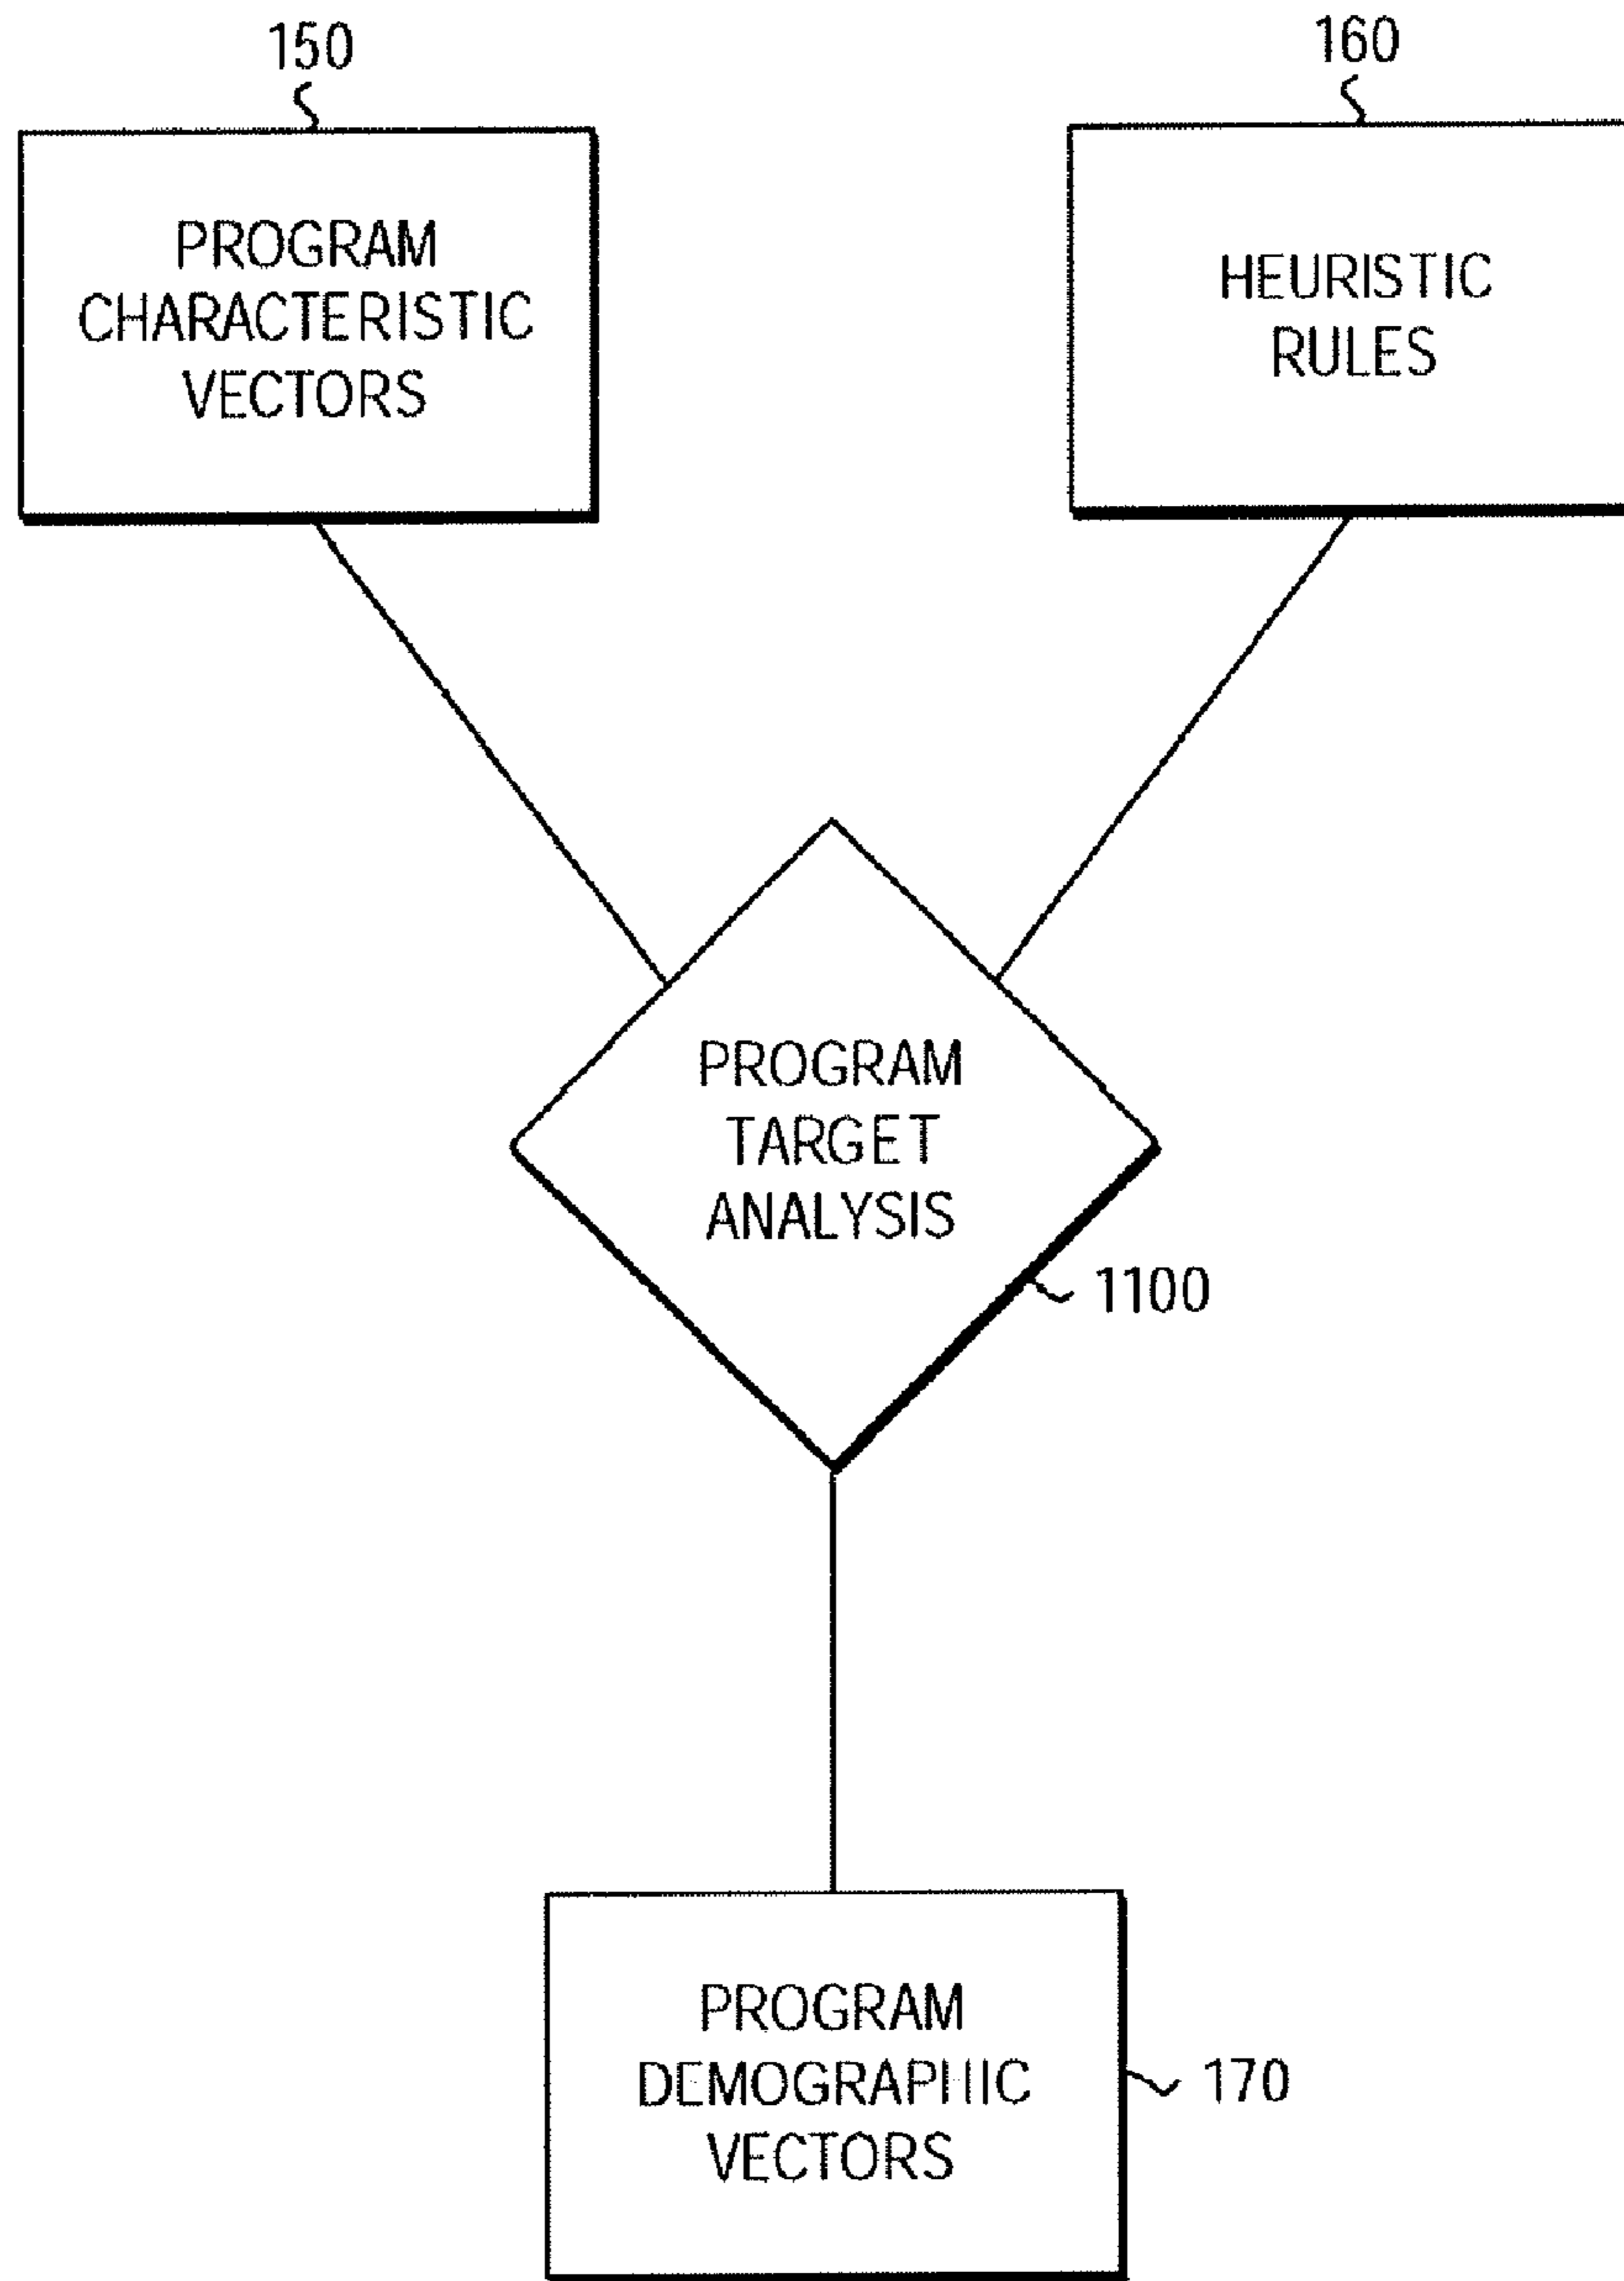 150
160
PROGRAM
CHARACTERISTIC
VECTORS
HEURISTIC
RULES
PROGRAM
TARGET
ANALYSIS
1100
PROGRAM
DEMOGRAPHIC
VECTORS
170